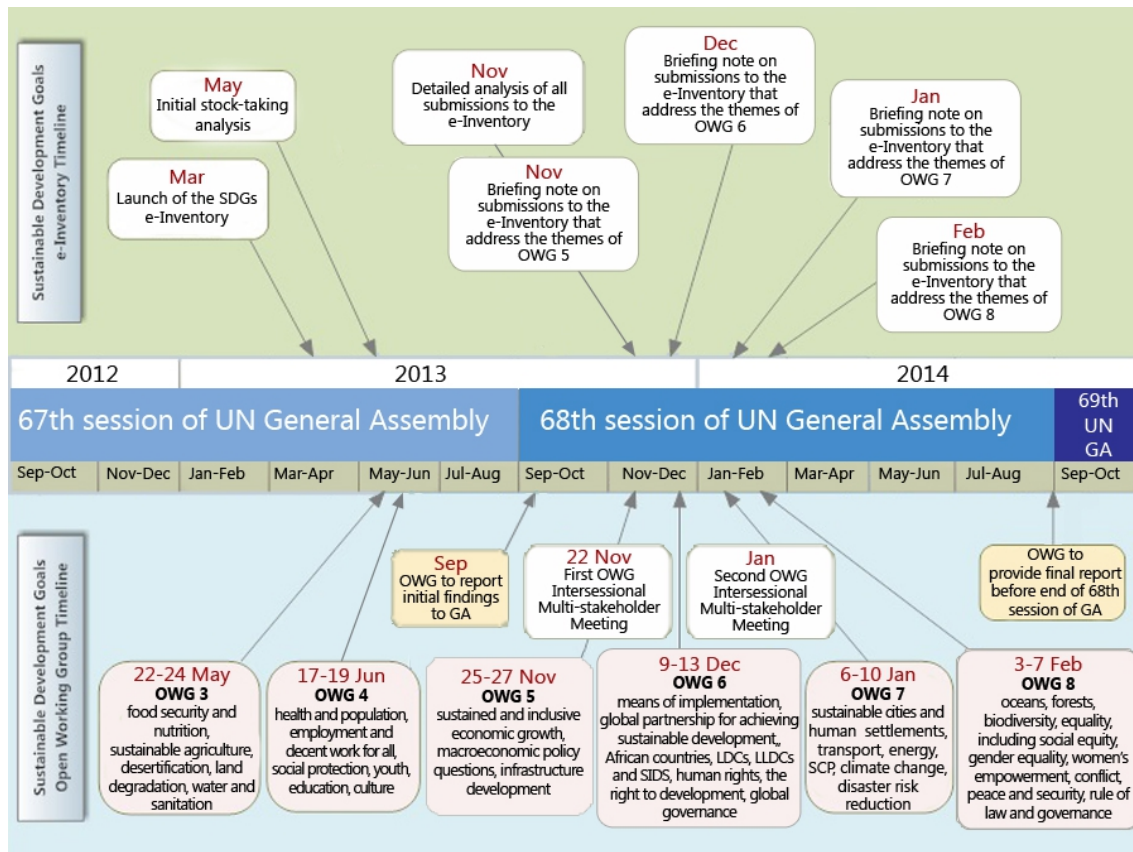 Sustainable Development Goals
e-Inventory Timeline
May
Initial stock-taking
analysis
Mar
Launch of the SDGs
e-Inventory
Nov
Detailed analysis of all
submissions to the
e-Inventory
Nov
Briefing note on
submissions to the
e-Inventory that
address the themes of
OWG 5
Dec
Briefing note on
submissions to the
e-Inventory that
address the themes of
OWG 6
Jan
Briefing note on
submissions to the
e-Inventory that
address the themes of
OWG 7
Feb
Briefing note on
submissions to the
e-Inventory that
address the themes of
OWG 8
2012
2013
2014
67th session of UN General Assembly
68th session of UN General Assembly
69th
UN
GA
Sep-Oct
Nov-Dec
Jan-Feb
Mar-Apr
May-Jun
Jul-Aug
Sep-Oct
Nov-Dec
Jan-Feb
Mar-Apr
May-Jun
Jul-Aug
Sep-Oct
Sustainable Development Goals
Open Working Group Timeline
Sep
OWG to report
initial findings
to GA
22 Nov
First OWG
Intersessional
Multi-stakeholder
Meeting
Jan
Second OWG
Intersessional
Multi-stakeholder
Meeting
OWG to
provide final report
before end of 68th
session of GA
22-24 May
OWG 3
food security and
nutrition,
sustainable agriculture,
desertification, land
degradation, water and
sanitation
17-19 Jun
OWG 4
health and population,
employment and
decent work for all,
social protection, youth,
education, culture
25-27 Nov
OWG 5
sustained and inclusive
economic growth,
macroeconomic policy
questions, infrastructure
development
9-13 Dec
OWG 6
means of implementation,
global partnership for achieving
sustainable development,,
African countries, LDCs, LLDCs
and SIDS, human rights, the
right to development, global
governance
6-10 Jan
OWG 7
sustainable cities and
human settlements,
transport, energy,
SCP, climate change,
disaster risk
reduction
3-7 Feb
OWG 8
oceans, forests,
biodiversity, equality,
including social equity,
gender equality, women's
empowerment, conflict,
peace and security, rule of
law and governance